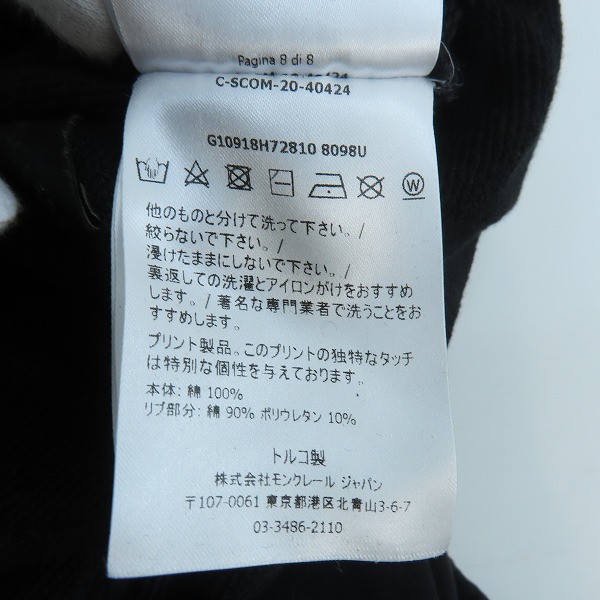 Pagina 8 di 8
C-SCOM-20-40424
G10918H72810 8098U
W
他のものと分けて洗って下さい。/
絞らないで下さい。/
浸けたままにしないで下さい。/
裏返しての洗濯とアイロンがけをおすすめ
します。/ 著名な専門業者で洗うことをお
すすめします。
プリント製品。このプリントの独特なタッチ
は特別な個性を与えております。
本体: 綿 100%
リブ部分: 綿 90% ポリウレタン 10%
トルコ製
株式会社モンクレール ジャパン
〒107-0061 東京都港区北青山3-6-7
03-3486-2110